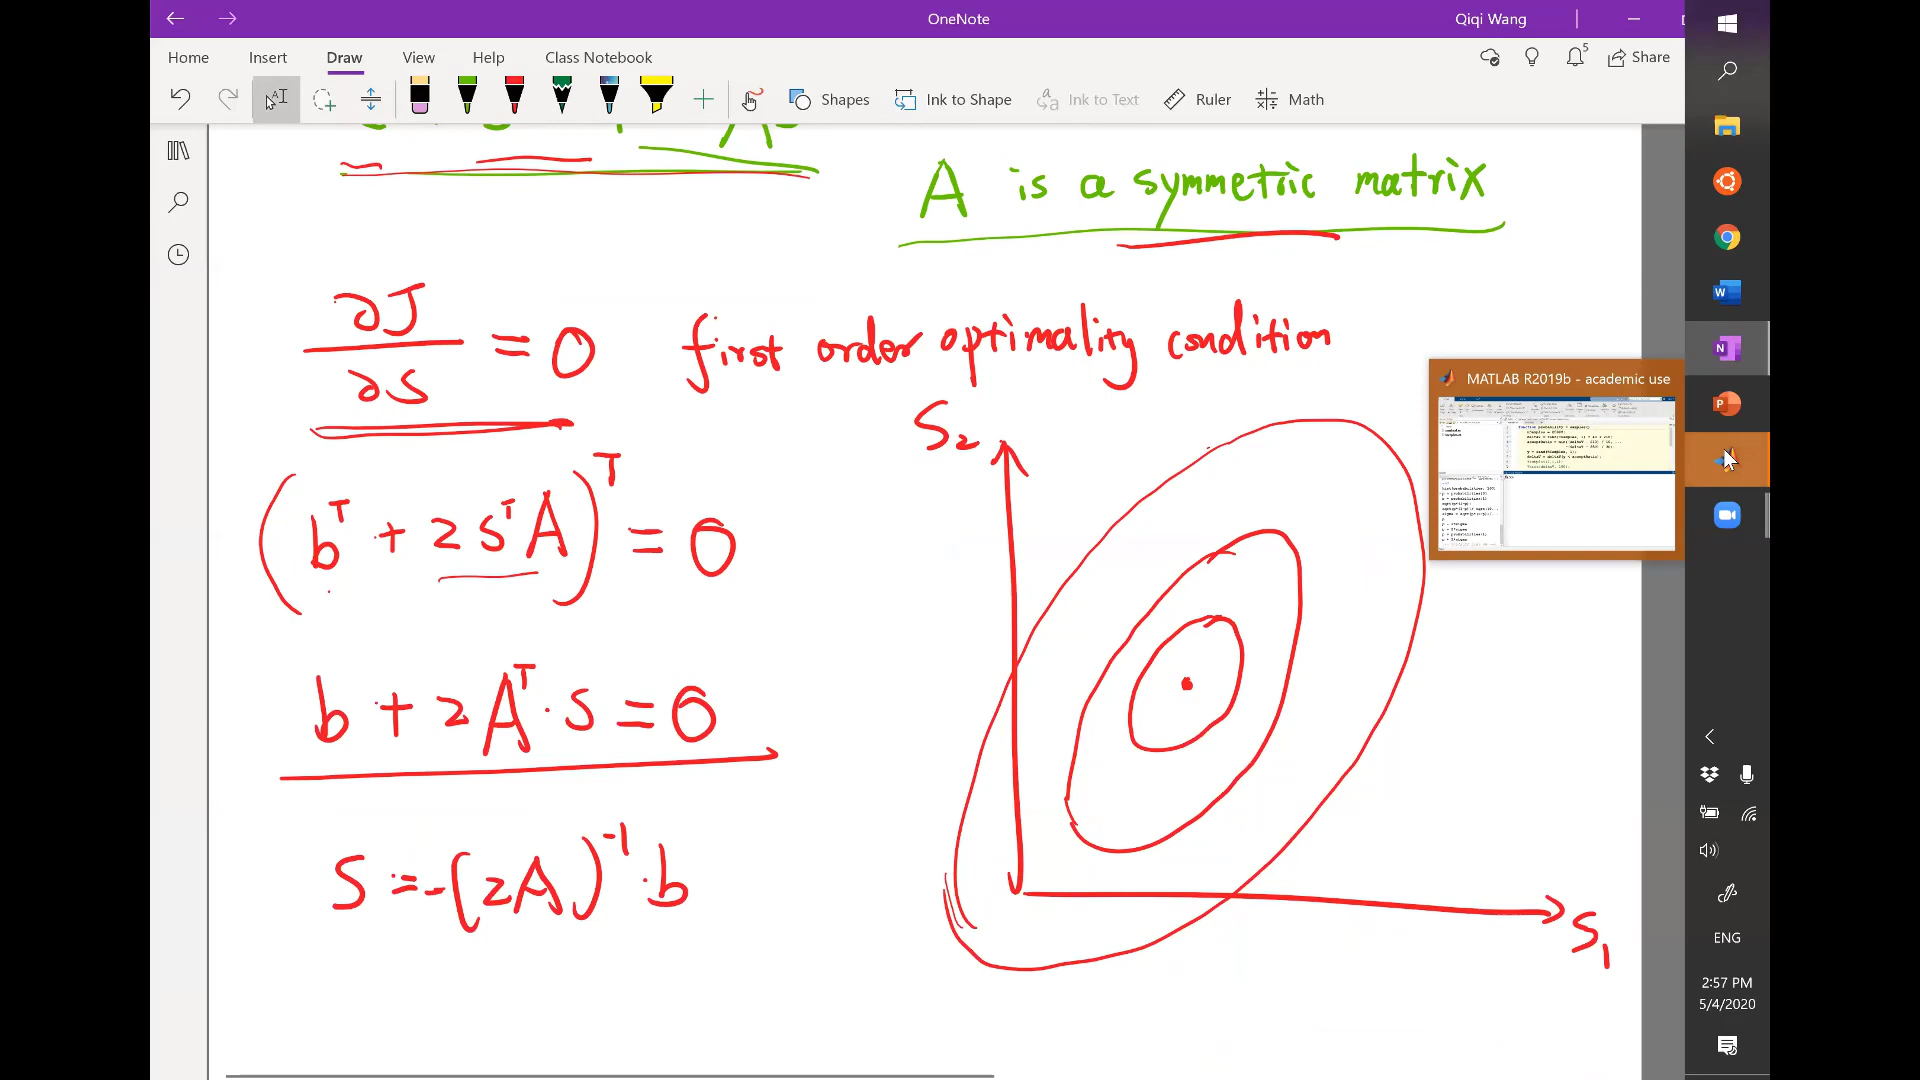 OneNote
Qiqi Wang
Home Insert Draw View Help Class Notebook
5
Share
Shapes Ink to Shape Ink to Text Ruler Math
A is a symmetric matrix
∂J/∂S = 0 first order optimality condition
(bᵀ + 2sᵀA)ᵀ = 0
b + 2Aᵀ·s = 0
S = -(2A)⁻¹·b
S₂
S₁
MATLAB R2019b - academic use
ENG
2:57 PM
5/4/2020